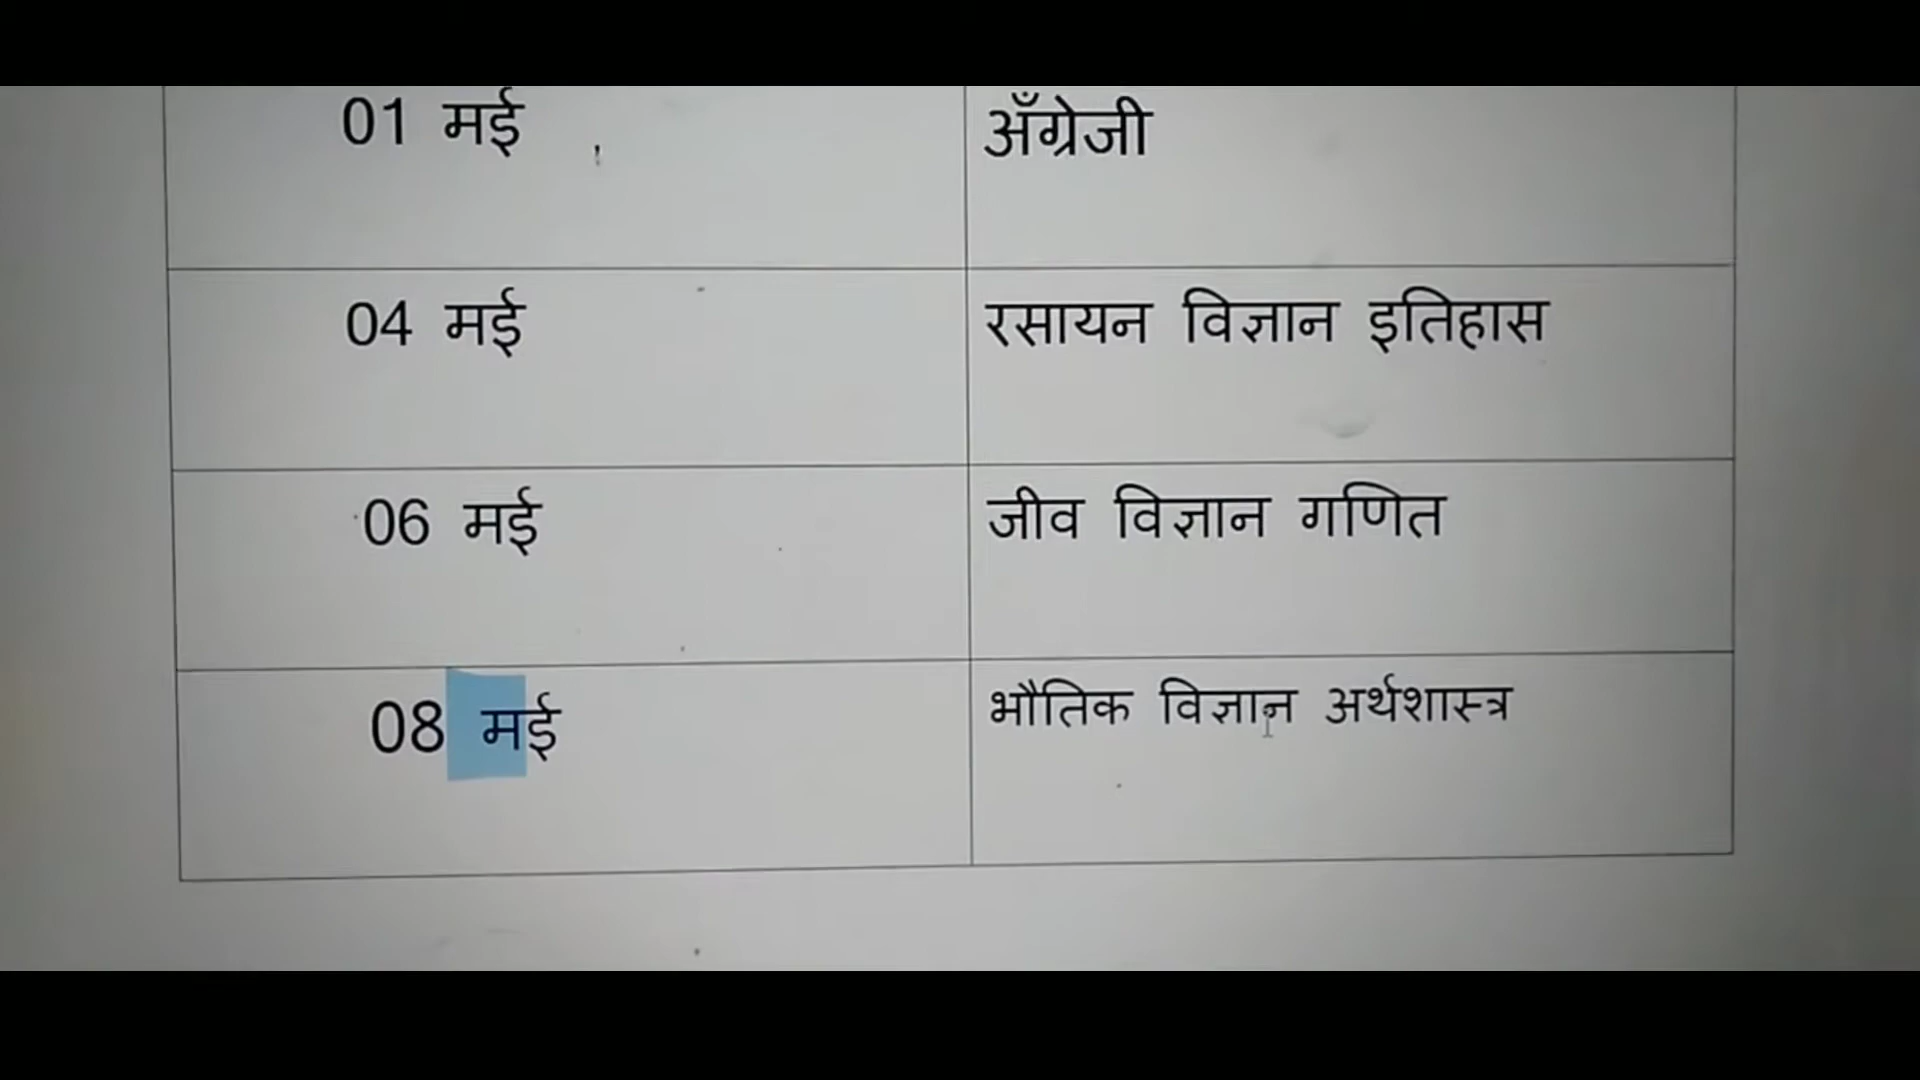 01 मई अँग्रेजी
04 मई रसायन विज्ञान इतिहास
06 मई जीव विज्ञान गणित
08 मई भौतिक विज्ञान अर्थशास्त्र